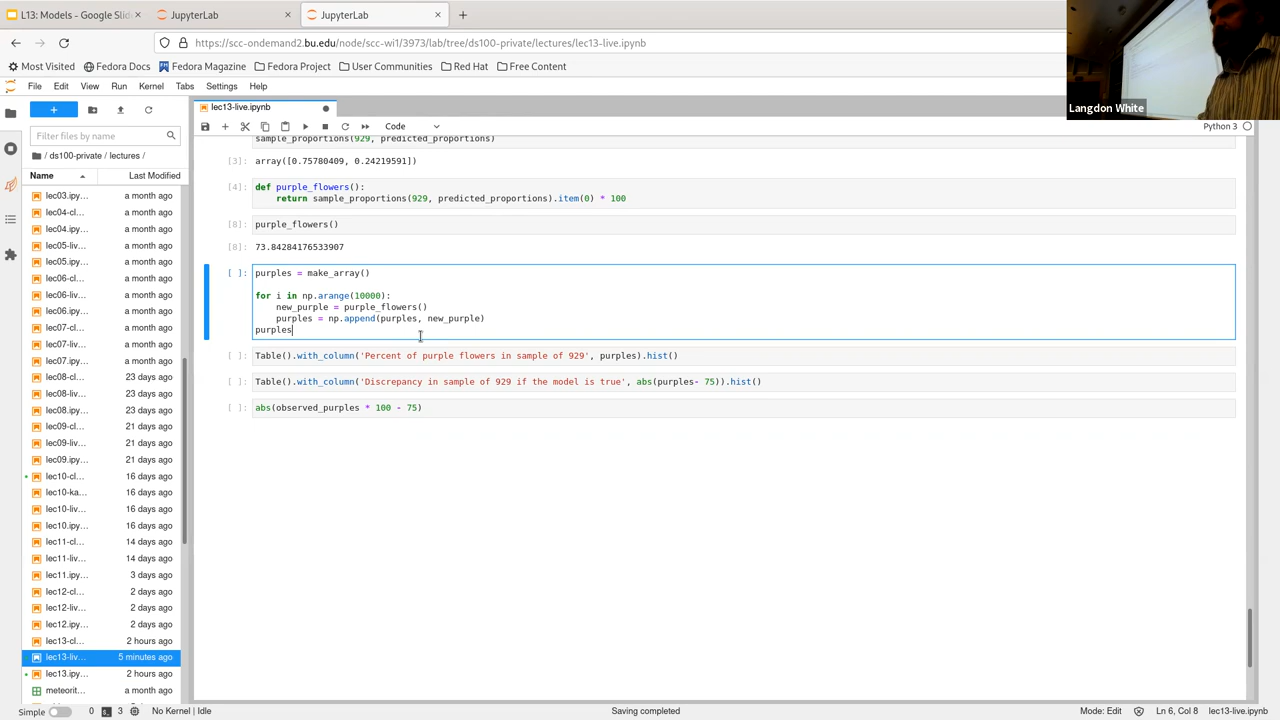 L13: Models - Google Slid
JupyterLab
JupyterLab
https://scc-ondemand2.bu.edu/node/scc-wi1/3973/lab/tree/ds100-private/lectures/lec13-live.ipynb
Most Visited
Fedora Docs
Fedora Magazine
Fedora Project
User Communities
Red Hat
Free Content
Langdon White
File Edit View Run Kernel Tabs Settings Help
lec13-live.ipynb
Code
Python 3
Filter files by name
/ ds100-private / lectures /
Name Last Modified
lec03.ipy... a month ago
lec04-cl... a month ago
lec04.ipy... a month ago
lec05-liv... a month ago
lec05.ipy... a month ago
lec06-cl... a month ago
lec06-liv... a month ago
lec06.ipy... a month ago
lec07-cl... a month ago
lec07-liv... a month ago
lec07.ipy... a month ago
lec08-cl... 23 days ago
lec08-liv... 23 days ago
lec08.ipy... 23 days ago
lec09-cl... 21 days ago
lec09-liv... 21 days ago
lec09.ipy... 21 days ago
lec10-cl... 16 days ago
lec10-ka... 16 days ago
lec10-liv... 16 days ago
lec10.ipy... 16 days ago
lec11-cl... 14 days ago
lec11-liv... 14 days ago
lec11.ipy... 3 days ago
lec12-cl... 2 days ago
lec12-liv... 2 days ago
lec12.ipy... 2 days ago
lec13-cl... 2 hours ago
lec13-liv... 5 minutes ago
lec13.ipy... 2 hours ago
meteorit... a month ago
sample_proportions(929, predicted_proportions)
[3]: array([0.75780409, 0.24219591])
[4]: def purple_flowers():
return sample_proportions(929, predicted_proportions).item(0) * 100
[8]: purple_flowers()
[8]: 73.84284176533907
[ ]: purples = make_array()
for i in np.arange(10000):
new_purple = purple_flowers()
purples = np.append(purples, new_purple)
purples
[ ]: Table().with_column('Percent of purple flowers in sample of 929', purples).hist()
[ ]: Table().with_column('Discrepancy in sample of 929 if the model is true', abs(purples- 75)).hist()
[ ]: abs(observed_purples * 100 - 75)
Simple 0 3 No Kernel | Idle
Saving completed
Mode: Edit Ln 6, Col 8 lec13-live.ipynb